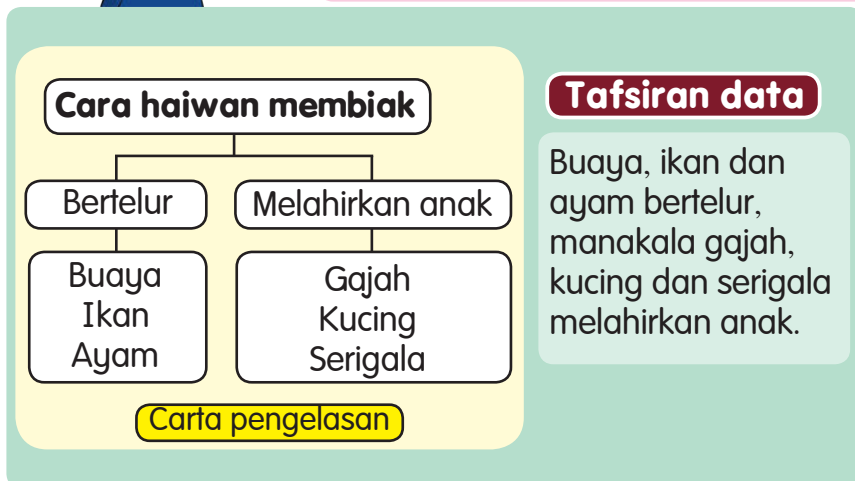 Cara haiwan membiak
Bertelur
Melahirkan anak
Buaya
Ikan
Ayam
Gajah
Kucing
Serigala
Carta pengelasan
Tafsiran data
Buaya, ikan dan
ayam bertelur,
manakala gajah,
kucing dan serigala
melahirkan anak.